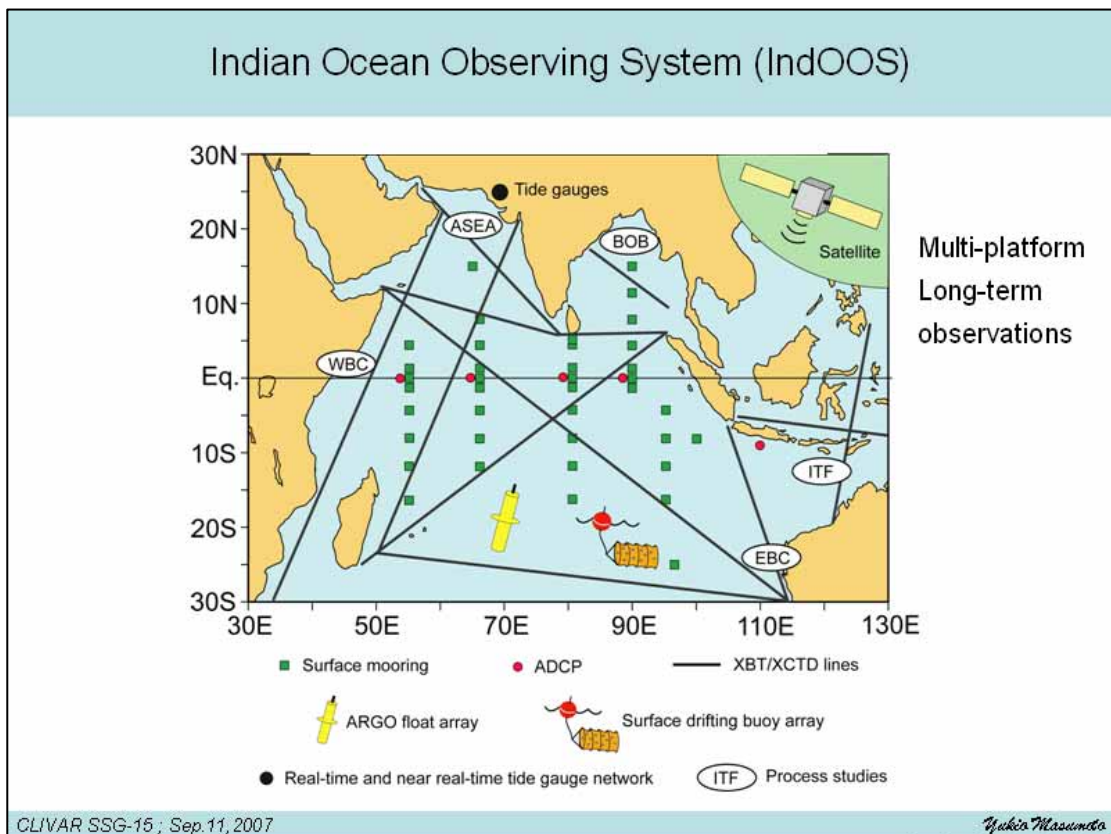 Indian Ocean Observing System (IndOOS)
30N
20N
10N
Eq.
10S
20S
30S
30E
50E
70E
90E
110E
130E
Tide gauges
ASEA
BOB
Satellite
WBC
ITF
EBC
Multi-platform
Long-term
observations
Surface mooring
ADCP
XBT/XCTD lines
ARGO float array
Surface drifting buoy array
Real-time and near real-time tide gauge network
ITF
Process studies
CLIVAR SSG-15 ; Sep.11,2007
Yukio Masumoto